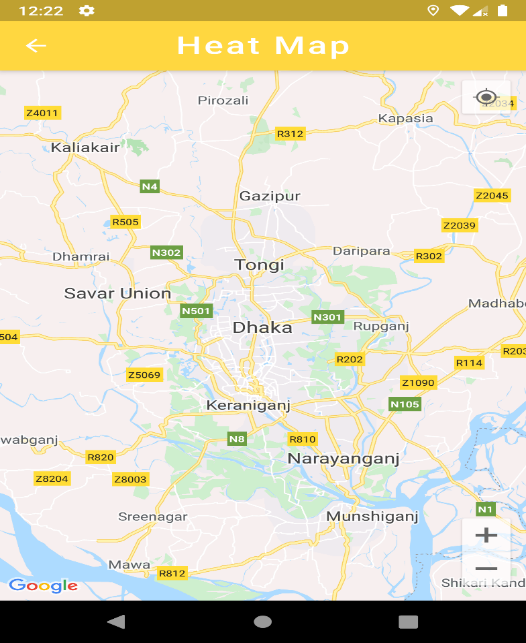 12:22
Heat Map
Pirozali
Z4011
2034
Kapasia
R312
Kaliakair
N4
Gazipur
Z2045
R505
Z2039
N302
Daripara
R302
Dhamrai
Tongi
Savar Union
Madhab
N501
N301
Dhaka
Rupganj
504
R202
R203
R114
Z5069
Z1090
Keraniganj
N105
N8
R810
wabganj
R820
Narayanganj
Z8204
Z8003
N1
Sreenagar
Munshiganj
+
Mawa
R812
−
Google
Shikari Kand